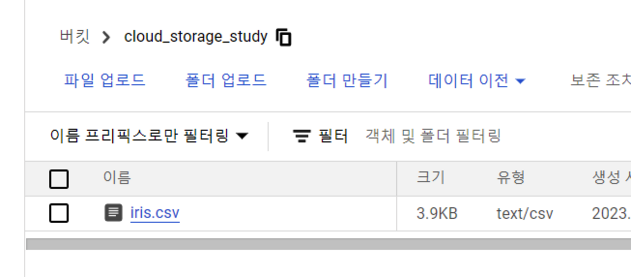 버킷 > cloud_storage_study
파일 업로드 폴더 업로드 폴더 만들기 데이터 이전 보존 조치
이름 프리픽스로만 필터링 필터 객체 및 폴더 필터링
이름 크기 유형 생성
iris.csv 3.9KB text/csv 2023.